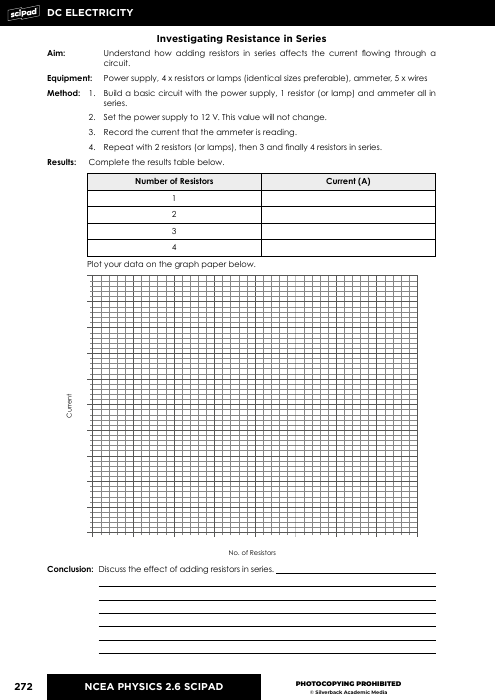 scipad DC ELECTRICITY
Investigating Resistance in Series
Aim: Understand how adding resistors in series affects the current flowing through a
circuit.
Equipment: Power supply, 4 x resistors or lamps (identical sizes preferable), ammeter, 5 x wires
Method: 1. Build a basic circuit with the power supply, 1 resistor (or lamp) and ammeter all in
series.
2. Set the power supply to 12 V. This value will not change.
3. Record the current that the ammeter is reading.
4. Repeat with 2 resistors (or lamps), then 3 and finally 4 resistors in series.
Results: Complete the results table below.
Number of Resistors Current (A)
1
2
3
4
Plot your data on the graph paper below.
Current
No. of Resistors
Conclusion: Discuss the effect of adding resistors in series.
272 NCEA PHYSICS 2.6 SCIPAD PHOTOCOPYING PROHIBITED
© Silverback Academic Media